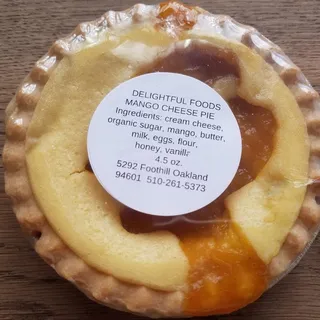 DELIGHTFUL FOODS
MANGO CHEESE PIE
Ingredients: cream cheese,
organic sugar, mango, butter,
milk, eggs, flour,
honey, vanilla
4.5 oz.
5292 Foothill Oakland
94601 510-261-5373